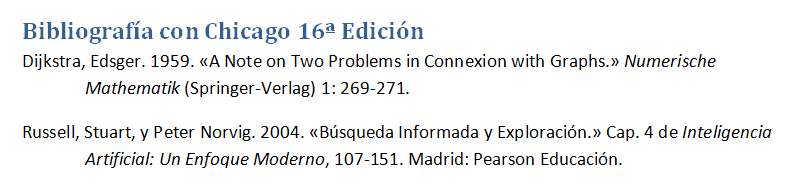 Bibliografía con Chicago 16ª Edición
Dijkstra, Edsger. 1959. «A Note on Two Problems in Connexion with Graphs.» Numerische
Mathematik (Springer-Verlag) 1: 269-271.
Russell, Stuart, y Peter Norvig. 2004. «Búsqueda Informada y Exploración.» Cap. 4 de Inteligencia
Artificial: Un Enfoque Moderno, 107-151. Madrid: Pearson Educación.